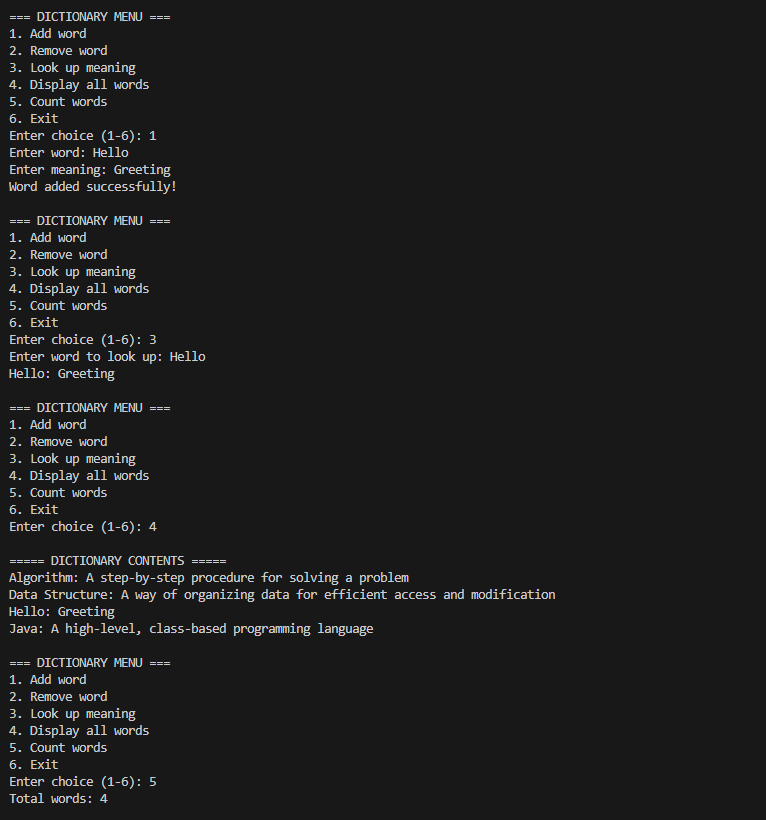 === DICTIONARY MENU ===
1. Add word
2. Remove word
3. Look up meaning
4. Display all words
5. Count words
6. Exit
Enter choice (1-6): 1
Enter word: Hello
Enter meaning: Greeting
Word added successfully!
=== DICTIONARY MENU ===
1. Add word
2. Remove word
3. Look up meaning
4. Display all words
5. Count words
6. Exit
Enter choice (1-6): 3
Enter word to look up: Hello
Hello: Greeting
=== DICTIONARY MENU ===
1. Add word
2. Remove word
3. Look up meaning
4. Display all words
5. Count words
6. Exit
Enter choice (1-6): 4
===== DICTIONARY CONTENTS =====
Algorithm: A step-by-step procedure for solving a problem
Data Structure: A way of organizing data for efficient access and modification
Hello: Greeting
Java: A high-level, class-based programming language
=== DICTIONARY MENU ===
1. Add word
2. Remove word
3. Look up meaning
4. Display all words
5. Count words
6. Exit
Enter choice (1-6): 5
Total words: 4